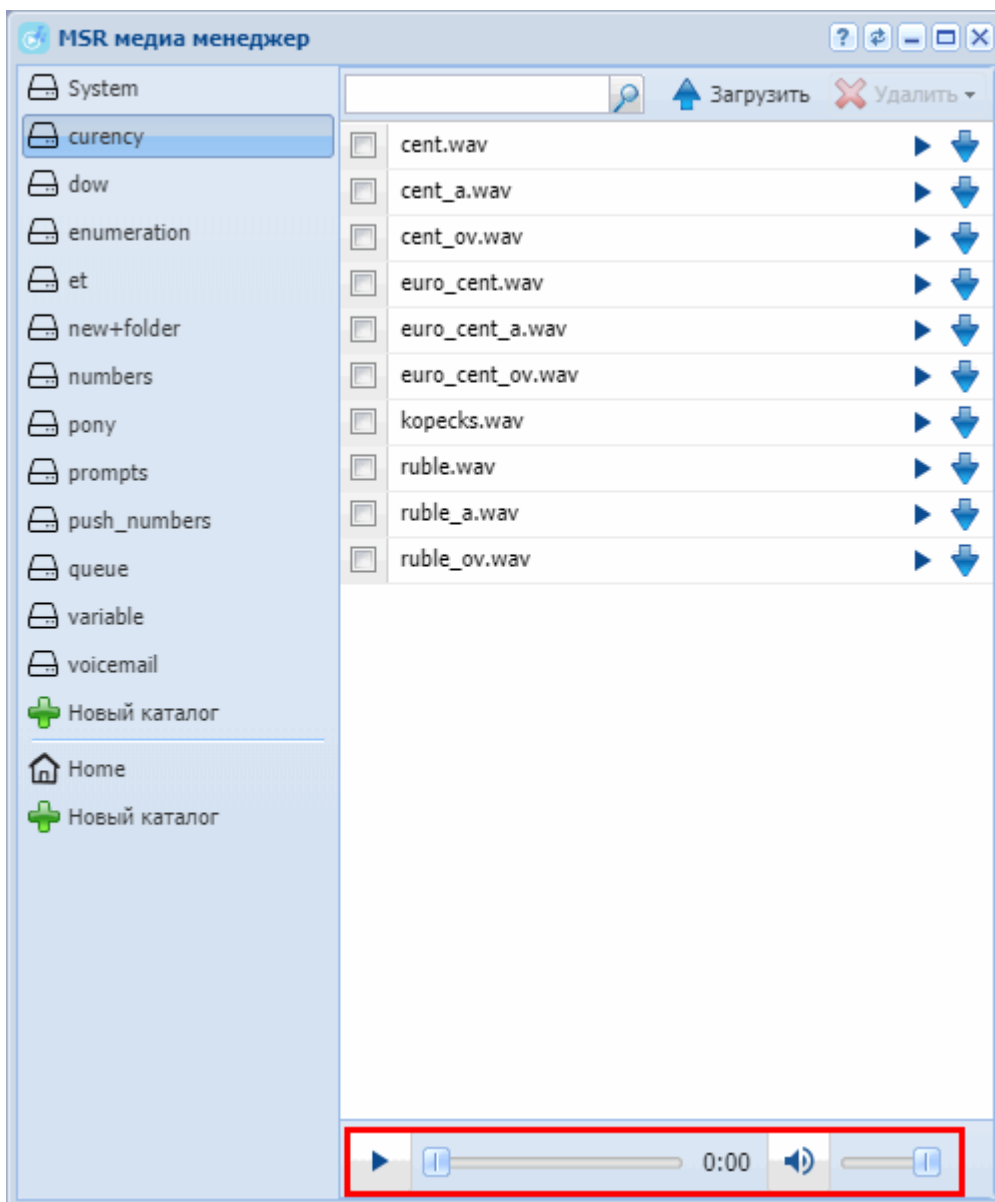 MSR медиа менеджер
?
System
curency
dow
enumeration
et
new+folder
numbers
pony
prompts
push_numbers
queue
variable
voicemail
Новый каталог
Home
Новый каталог
Загрузить Удалить
cent.wav
cent_a.wav
cent_ov.wav
euro_cent.wav
euro_cent_a.wav
euro_cent_ov.wav
kopecks.wav
ruble.wav
ruble_a.wav
ruble_ov.wav
0:00